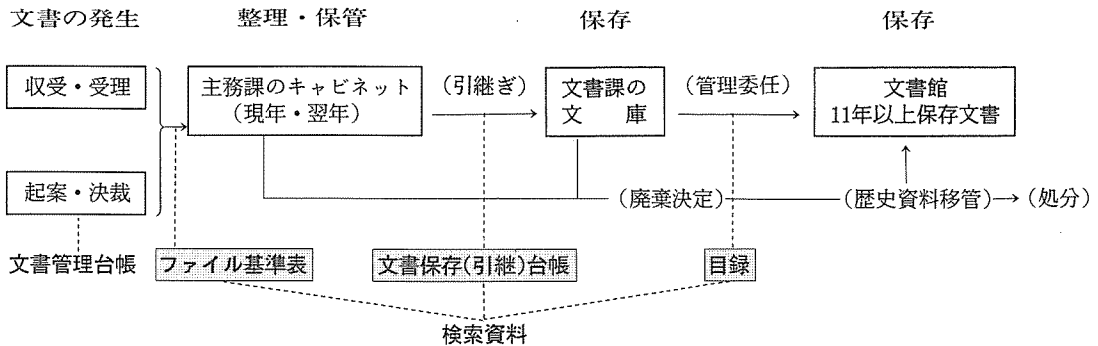 文書の発生
整理・保管
保存
保存
収受・受理
主務課のキャビネット
（現年・翌年）
（引継ぎ）
文書課の
文　庫
（管理委任）
文書館
11年以上保存文書
起案・決裁
（廃棄決定）
（歴史資料移管）
（処分）
文書管理台帳
ファイル基準表
文書保存(引継)台帳
目録
検索資料